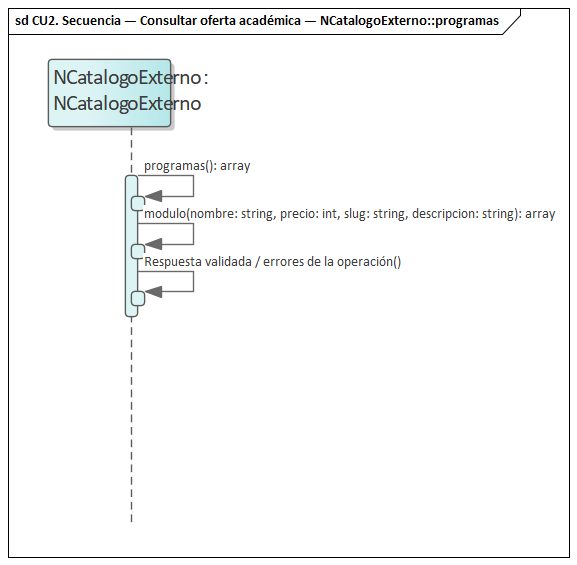 sd CU2. Secuencia — Consultar oferta académica — NCatalogoExterno::programas
NCatalogoExterno:
NCatalogoExterno
programas(): array
modulo(nombre: string, precio: int, slug: string, descripcion: string): array
Respuesta validada / errores de la operación()